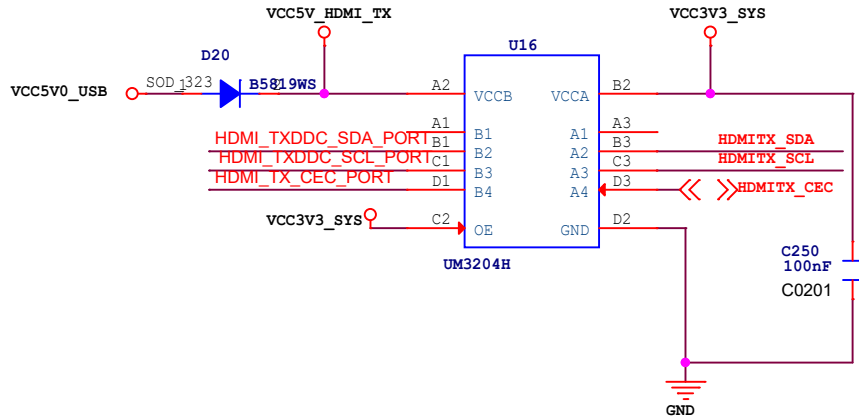 VCC5V_HDMI_TX
VCC3V3_SYS
U16
D20
VCC5V0_USB
SOD_323
1
B5819WS
2
A2
VCCB
VCCA
B2
A1
B1
A1
A3
HDMI_TXDDC_SDA_PORT
B1
B2
A2
B3
HDMITX_SDA
HDMI_TXDDC_SCL_PORT
C1
B3
A3
C3
HDMITX_SCL
HDMI_TX_CEC_PORT
D1
B4
A4
D3
HDMITX_CEC
VCC3V3_SYS
C2
OE
GND
D2
UM3204H
C250
100nF
C0201
GND